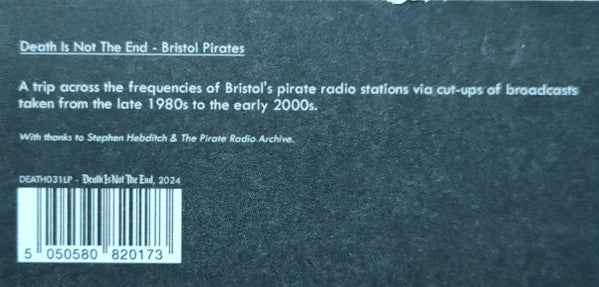 Death Is Not The End - Bristol Pirates
A trip across the frequencies of Bristol's pirate radio stations via cut-ups of broadcasts
taken from the late 1980s to the early 2000s.
With thanks to Stephen Hebditch & The Pirate Radio Archive.
DEATH031LP - Death Is Not The End, 2024
5 050580 820173